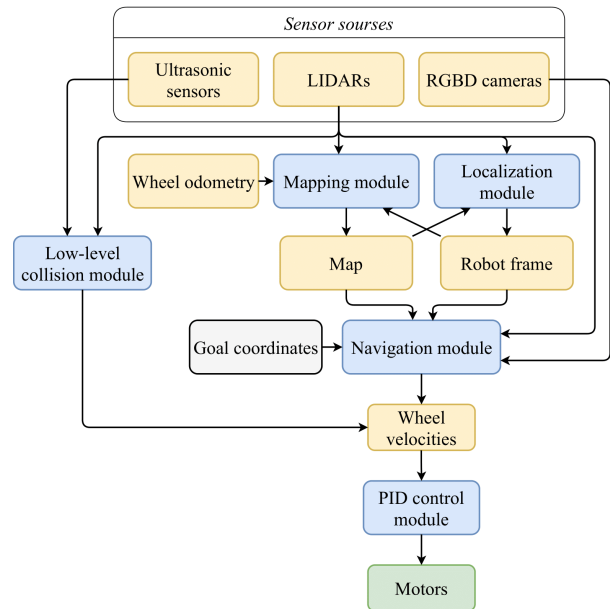 Sensor sourses
Ultrasonic
sensors
LIDARs
RGBD cameras
Wheel odometry
Mapping module
Localization
module
Low-level
collision module
Map
Robot frame
Goal coordinates
Navigation module
Wheel
velocities
PID control
module
Motors